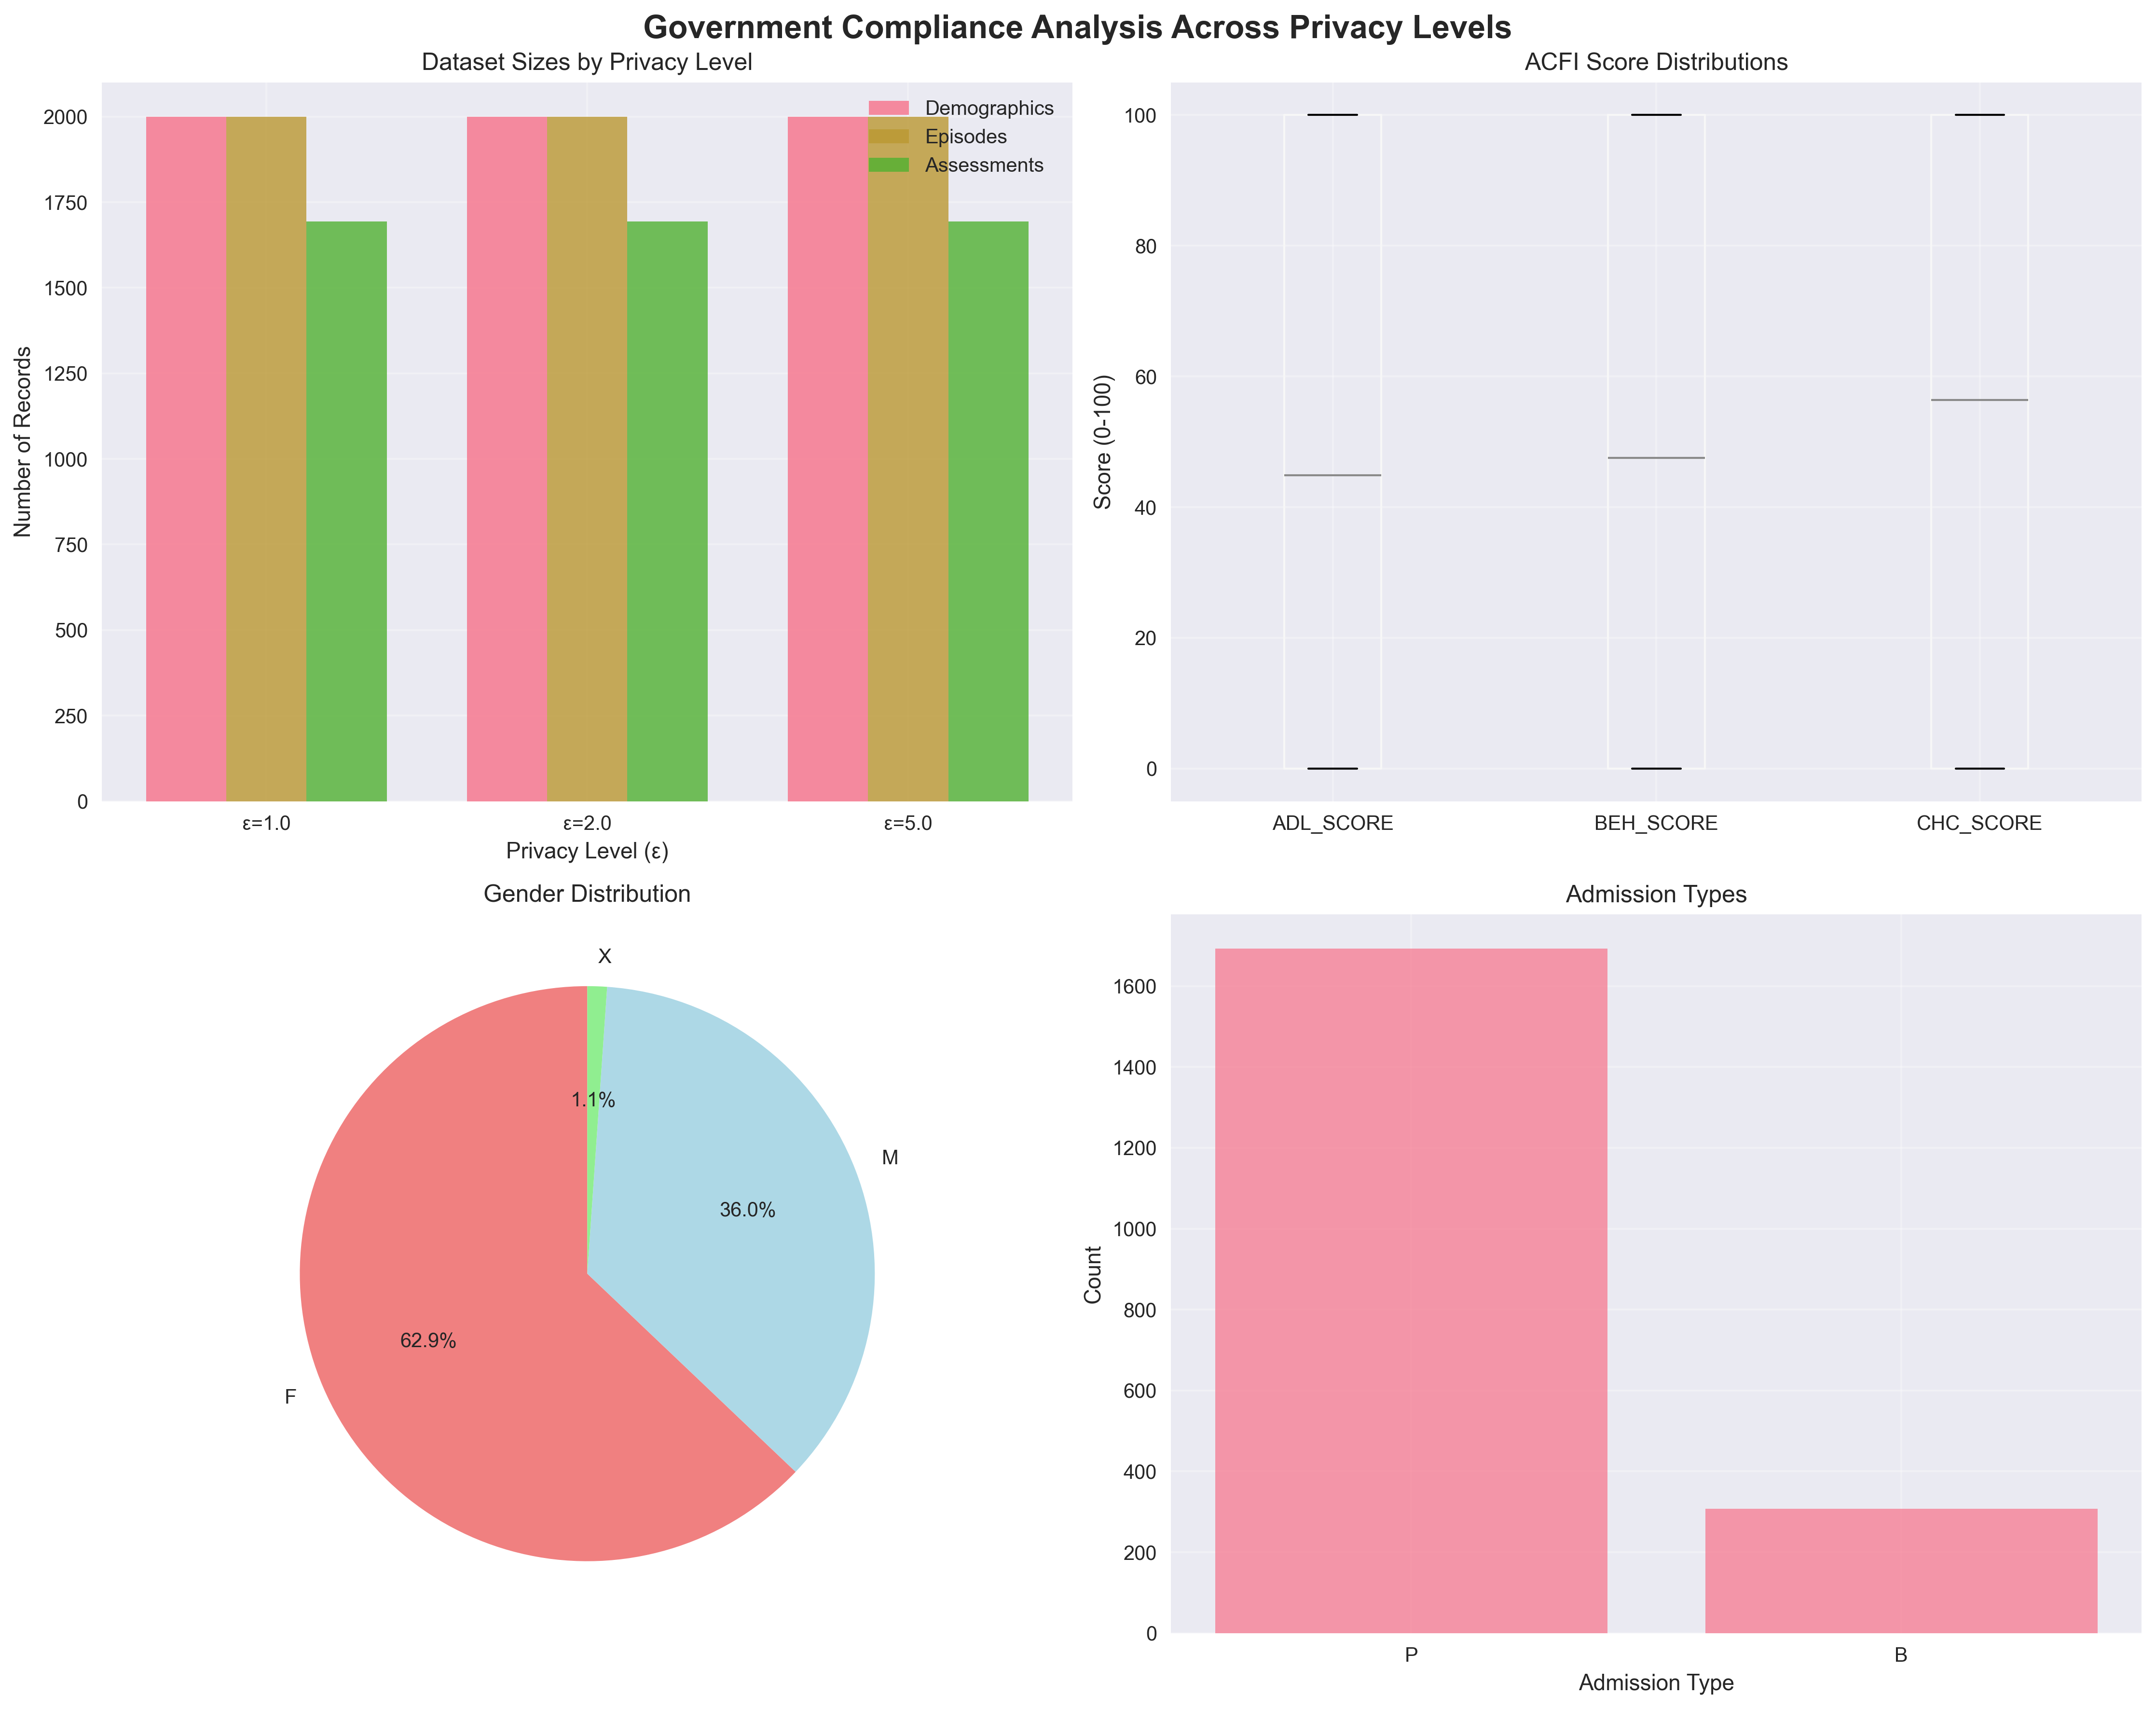 Government Compliance Analysis Across Privacy Levels
Dataset Sizes by Privacy Level
Demographics
Episodes
Assessments
2000
1750
1500
1250
1000
750
500
250
0
Number of Records
ε=1.0
ε=2.0
ε=5.0
Privacy Level (ε)
ACFI Score Distributions
100
80
60
40
20
0
Score (0-100)
ADL_SCORE
BEH_SCORE
CHC_SCORE
Gender Distribution
X
1.1%
M
36.0%
62.9%
F
Admission Types
1600
1400
1200
1000
800
600
400
200
0
Count
P
B
Admission Type